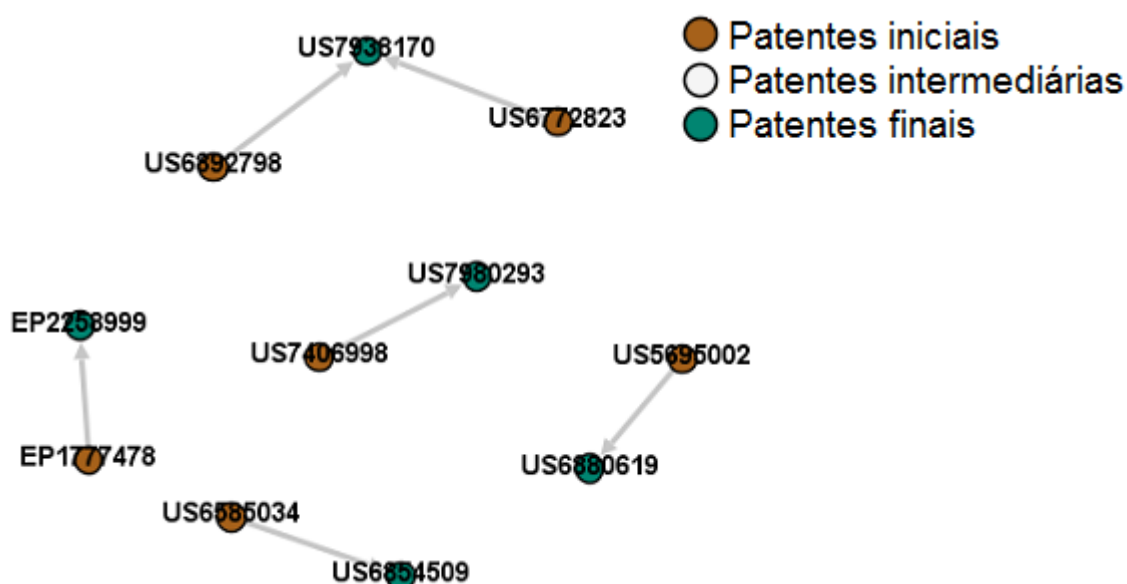 US7938170
Patentes iniciais
Patentes intermediárias
US6772823
Patentes finais
US6892798
US7980293
EP2258999
US7406998
US5695002
EP1777478
US6880619
US6585034
US6854509